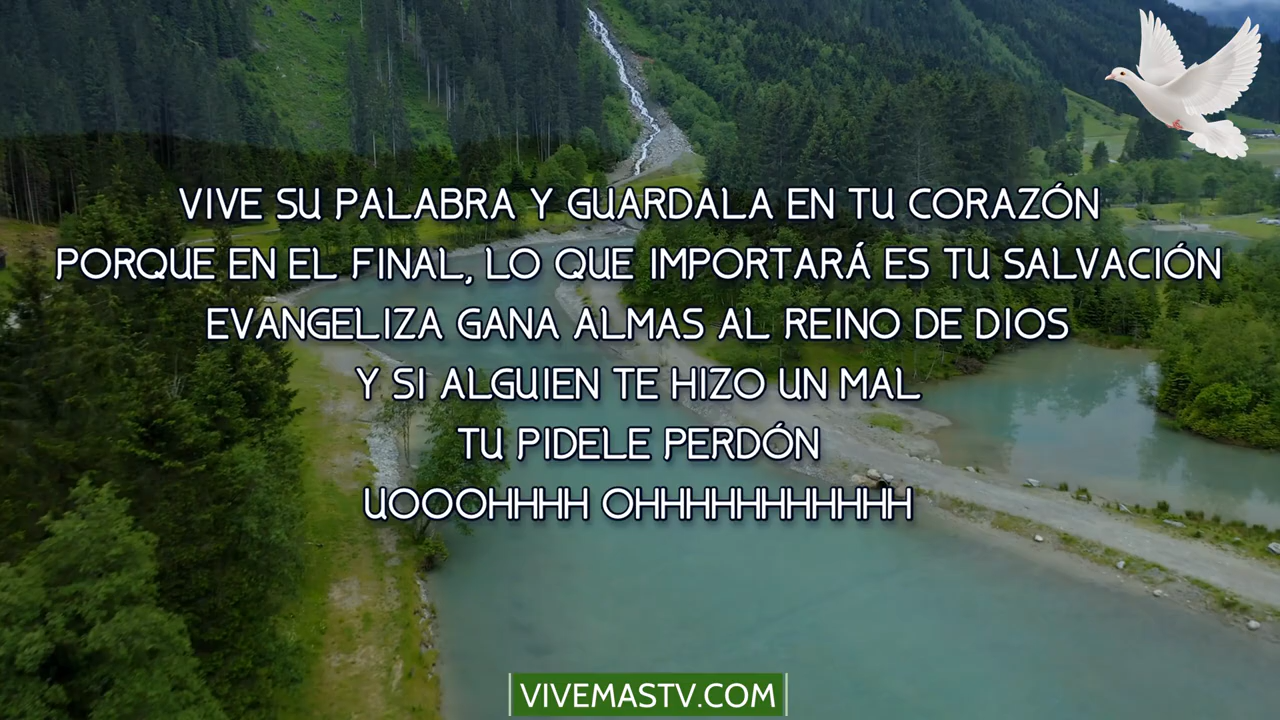 VIVE SU PALABRA Y GUARDALA EN TU CORAZÓN
PORQUE EN EL FINAL, LO QUE IMPORTARÁ ES TU SALVACIÓN
EVANGELIZA GANA ALMAS AL REINO DE DIOS
Y SI ALGUIEN TE HIZO UN MAL
TU PIDELE PERDÓN
UOOOHHHH OHHHHHHHHHHH
VIVEMASTV.COM